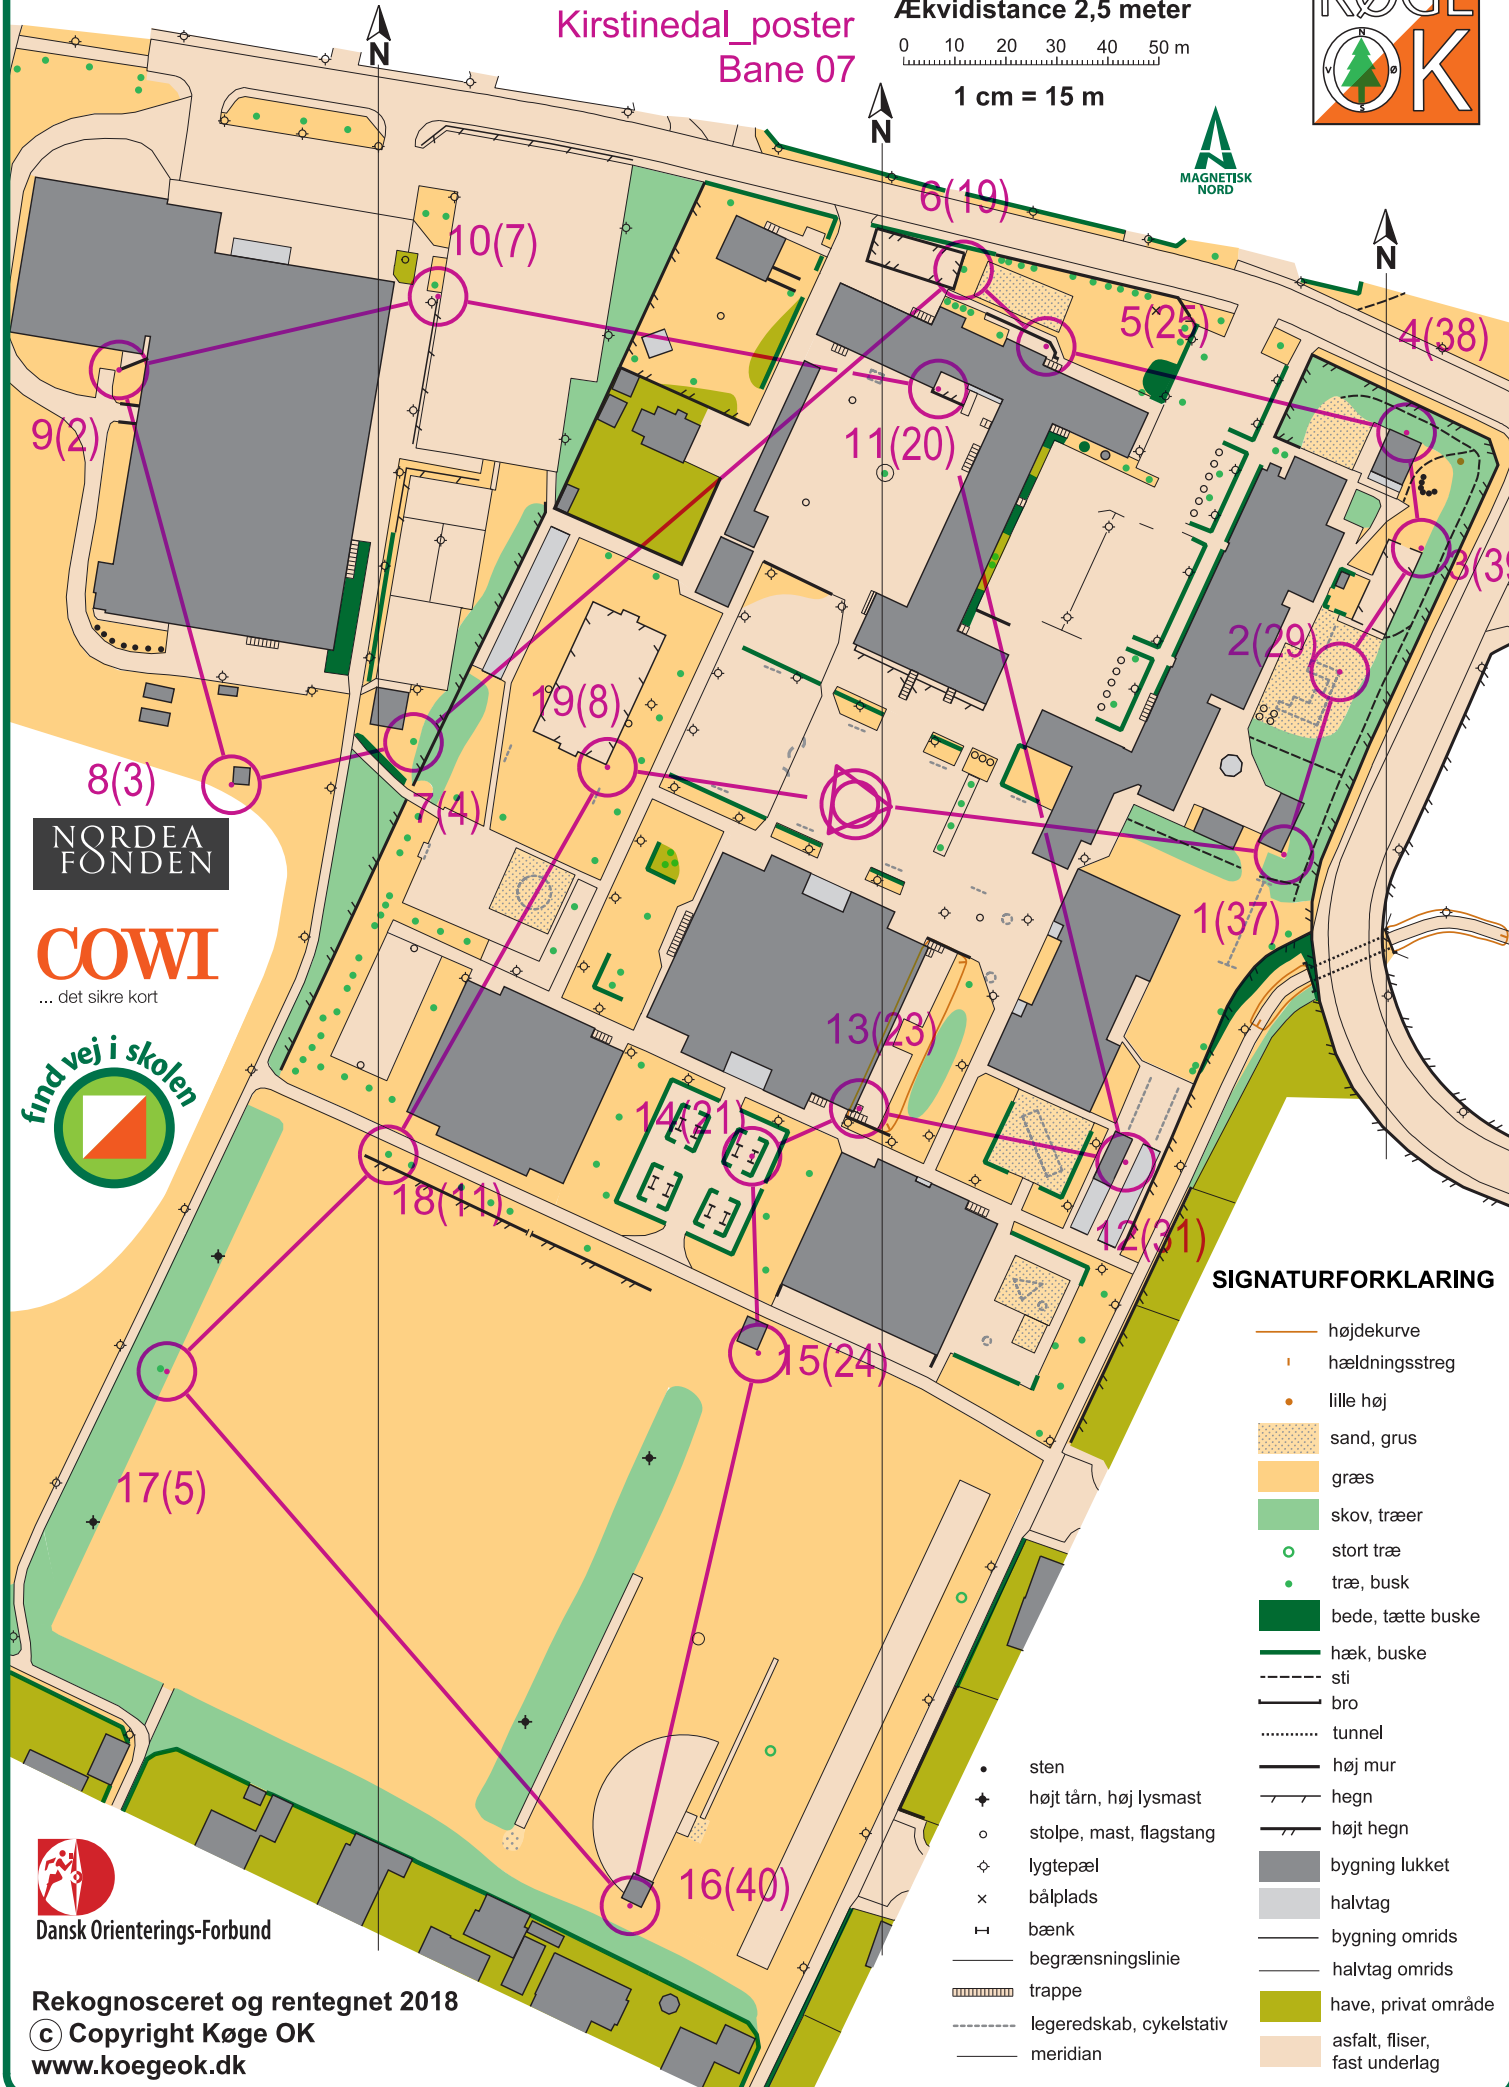 Kirstinedal_poster
Bane 07
Ækvidistance 2,5 meter
0 10 20 30 40 50 m
1 cm = 15 m
KØGE
OK
N
V Ø
S
N
N
N
MAGNETISK
NORD
6(19)
10(7)
5(25)
4(38)
9(2)
11(20)
3(39
2(29)
19(8)
8(3)
7(4)
1(37)
13(23)
14(21)
18(11)
12(31)
15(24)
17(5)
16(40)
NORDEA
FONDEN
COWI
... det sikre kort
find vej i skolen
Dansk Orienterings-Forbund
Rekognosceret og rentegnet 2018
c Copyright Køge OK
www.koegeok.dk
SIGNATURFORKLARING
højdekurve
hældningsstreg
lille høj
sand, grus
græs
skov, træer
stort træ
træ, busk
bede, tætte buske
hæk, buske
sti
bro
tunnel
høj mur
hegn
højt hegn
bygning lukket
halvtag
bygning omrids
halvtag omrids
have, privat område
asfalt, fliser,
fast underlag
sten
højt tårn, høj lysmast
stolpe, mast, flagstang
lygtepæl
bålplads
bænk
begrænsningslinie
trappe
legeredskab, cykelstativ
meridian